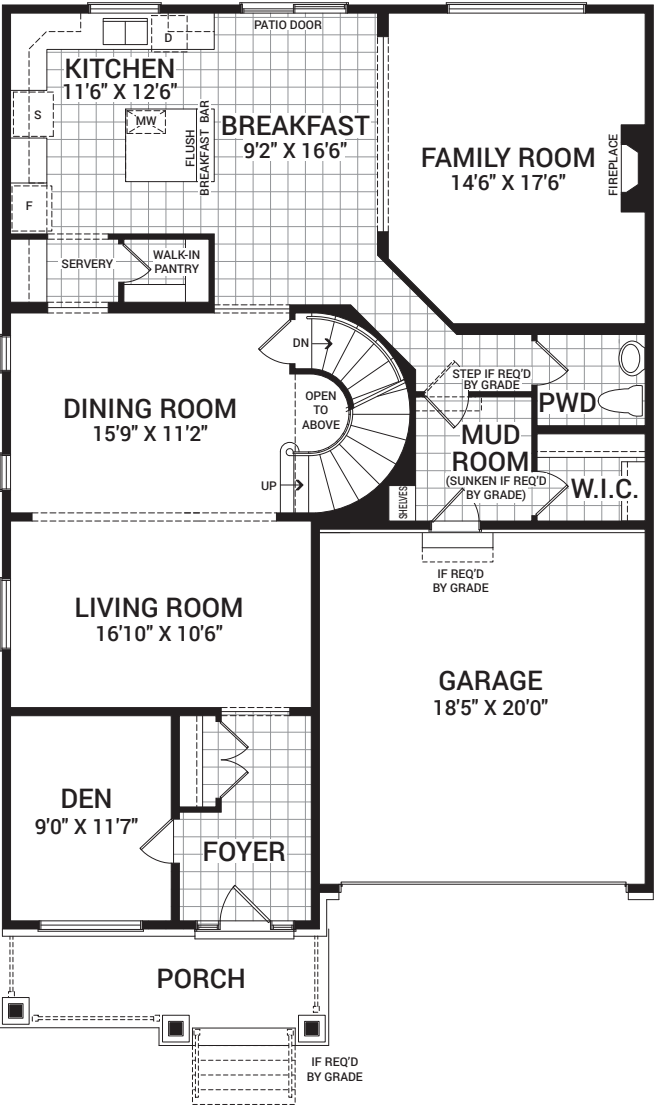 PATIO DOOR
D
KITCHEN
11'6" X 12'6"
S
MW
FLUSH
BREAKFAST BAR
BREAKFAST
9'2" X 16'6"
FAMILY ROOM
14'6" X 17'6"
FIREPLACE
F
SERVERY
WALK-IN
PANTRY
DN
OPEN
TO
ABOVE
UP
STEP IF REQ'D
BY GRADE
PWD
DINING ROOM
15'9" X 11'2"
MUD
ROOM
(SUNKEN IF REQ'D
BY GRADE)
SHELVES
W.I.C.
IF REQ'D
BY GRADE
LIVING ROOM
16'10" X 10'6"
GARAGE
18'5" X 20'0"
DEN
9'0" X 11'7"
FOYER
PORCH
IF REQ'D
BY GRADE